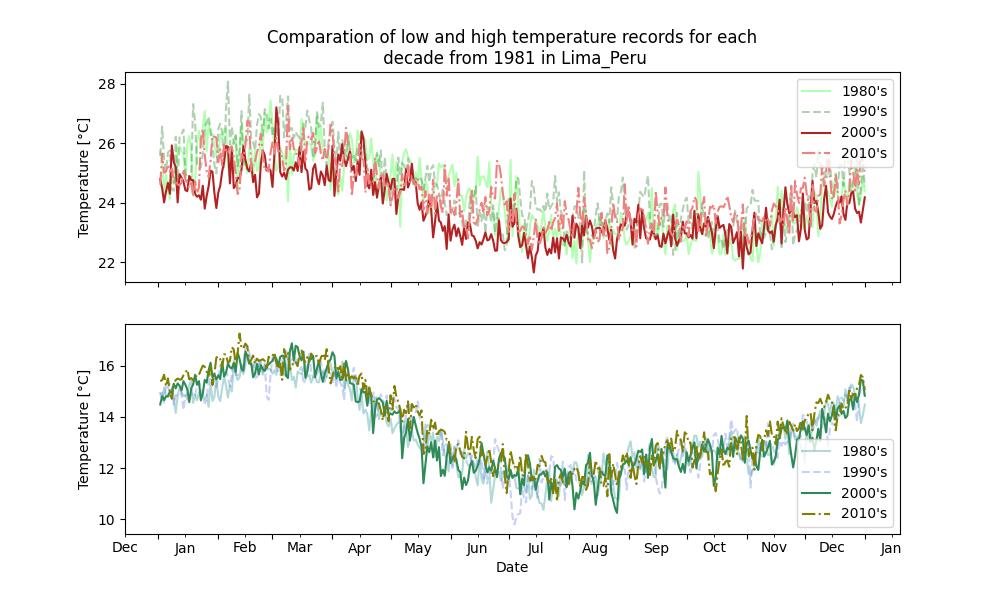 Comparation of low and high temperature records for each
decade from 1981 in Lima_Peru
28
26
24
22
Temperature [°C]
1980's
1990's
2000's
2010's
16
14
12
10
Temperature [°C]
1980's
1990's
2000's
2010's
Dec Jan Feb Mar Apr May Jun Jul Aug Sep Oct Nov Dec Jan
Date